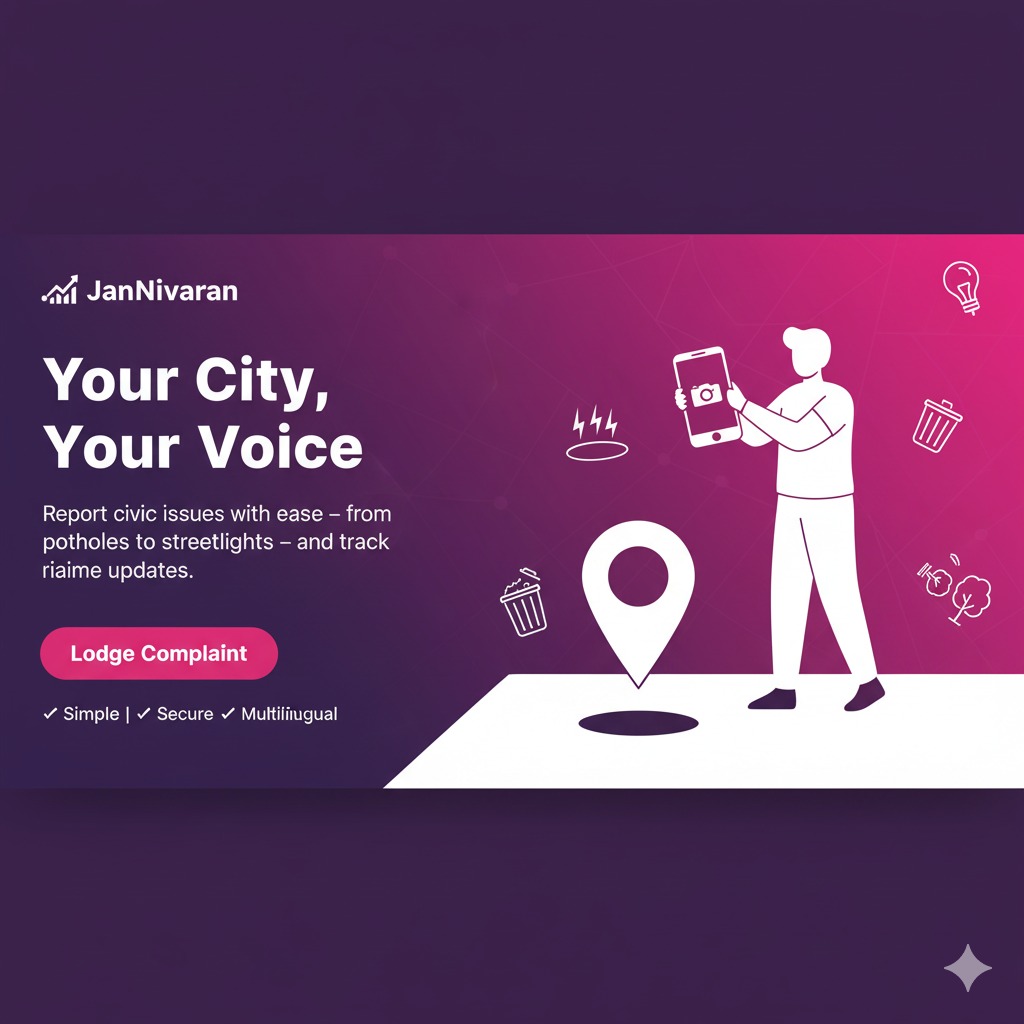 JanNivaran
Your City,
Your Voice
Report civic issues with ease – from
potholes to streetlights – and track
riaime updates.
Lodge Complaint
✓ Simple | ✓ Secure ✓